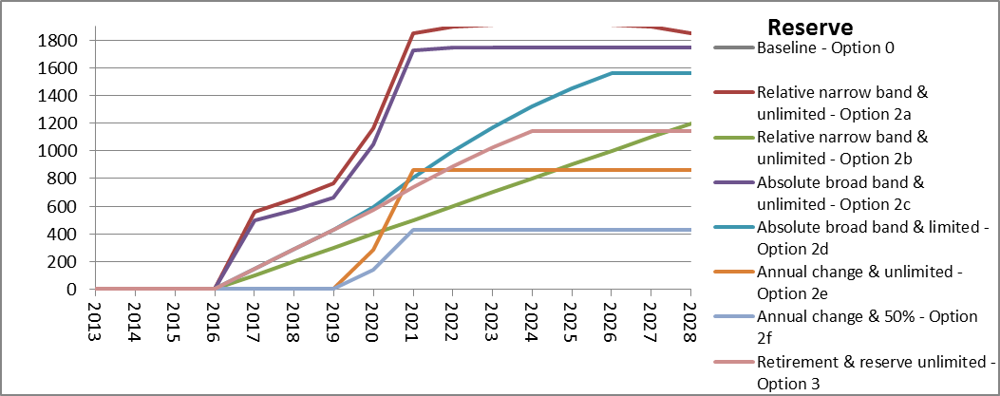 Reserve
1800
1600
1400
1200
1000
800
600
400
200
0
2013
2014
2015
2016
2017
2018
2019
2020
2021
2022
2023
2024
2025
2026
2027
2028
Baseline - Option 0
Relative narrow band &
unlimited - Option 2a
Relative narrow band &
unlimited - Option 2b
Absolute broad band &
unlimited - Option 2c
Absolute broad band & limited -
Option 2d
Annual change & unlimited -
Option 2e
Annual change & 50% - Option
2f
Retirement & reserve unlimited -
Option 3